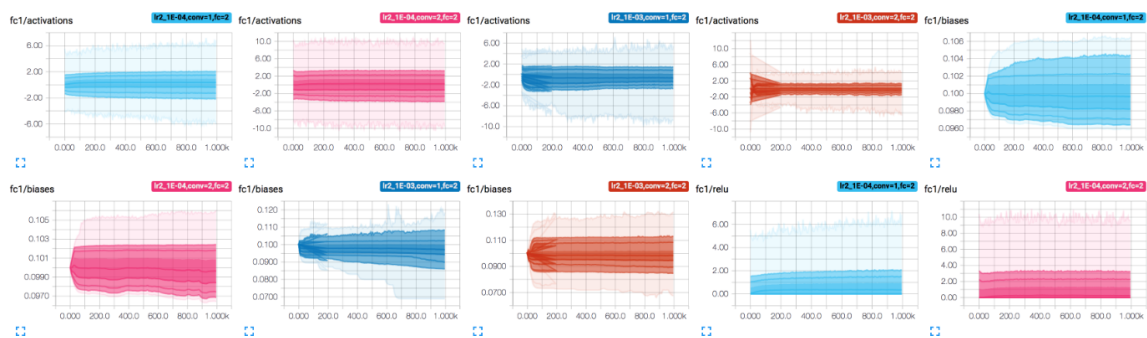 fc1/activations
lr2_1E-04,conv=1,fc=2
6.00
2.00
-2.00
-6.00
0.000 200.0 400.0 600.0 800.0 1.000k
fc1/activations
lr2_1E-04,conv=2,fc=2
10.0
6.00
2.00
-2.00
-6.00
-10.0
0.000 200.0 400.0 600.0 800.0 1.000k
fc1/activations
lr2_1E-03,conv=1,fc=2
6.00
2.00
-2.00
-6.00
-10.0
0.000 200.0 400.0 600.0 800.0 1.000k
fc1/activations
lr2_1E-03,conv=2,fc=2
10.0
6.00
2.00
-2.00
-6.00
-10.0
0.000 200.0 400.0 600.0 800.0 1.000k
fc1/biases
lr2_1E-04,conv=1,fc=2
0.106
0.104
0.102
0.100
0.0980
0.0960
0.000 200.0 400.0 600.0 800.0 1.000k
fc1/biases
lr2_1E-04,conv=2,fc=2
0.105
0.103
0.101
0.0990
0.0970
0.000 200.0 400.0 600.0 800.0 1.000k
fc1/biases
lr2_1E-03,conv=1,fc=2
0.120
0.110
0.100
0.0900
0.0800
0.0700
0.000 200.0 400.0 600.0 800.0 1.000k
fc1/biases
lr2_1E-03,conv=2,fc=2
0.130
0.110
0.0900
0.0700
0.000 200.0 400.0 600.0 800.0 1.000k
fc1/relu
lr2_1E-04,conv=1,fc=2
6.00
4.00
2.00
0.00
0.000 200.0 400.0 600.0 800.0 1.000k
fc1/relu
lr2_1E-04,conv=2,fc=2
10.0
8.00
6.00
4.00
2.00
0.00
0.000 200.0 400.0 600.0 800.0 1.000k